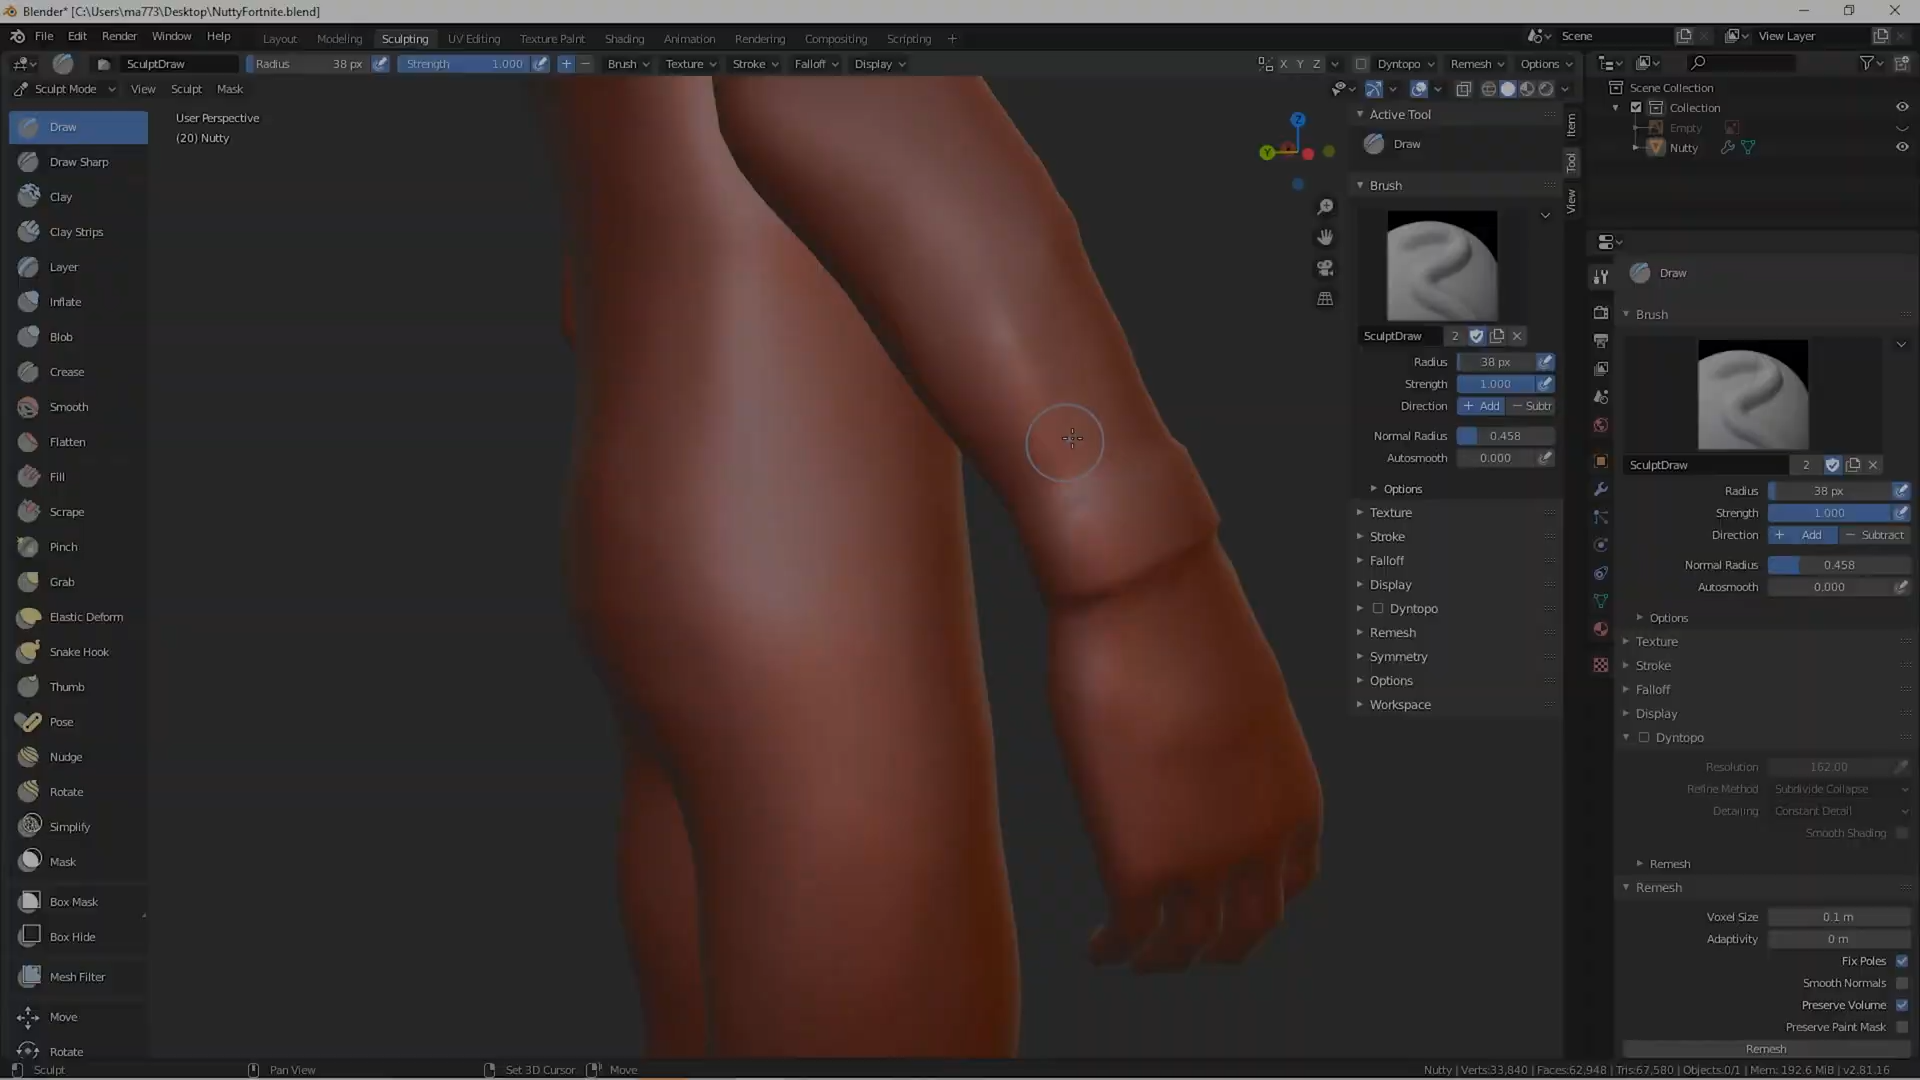 Blender* [C:\Users\ma773\Desktop\NuttyFortnite.blend]
File Edit Render Window Help Layout Modeling Sculpting UV Editing Texture Paint Shading Animation Rendering Compositing Scripting + Scene View Layer
SculptDraw Radius 38 px Strength 1.000 Brush Texture Stroke Falloff Display X Y Z Dyntopo Remesh Options
Sculpt Mode View Sculpt Mask
User Perspective
(20) Nutty
Draw
Draw Sharp
Clay
Clay Strips
Layer
Inflate
Blob
Crease
Smooth
Flatten
Fill
Scrape
Pinch
Grab
Elastic Deform
Snake Hook
Thumb
Pose
Nudge
Rotate
Simplify
Mask
Box Mask
Box Hide
Mesh Filter
Move
Rotate
Z
Y
Active Tool
Draw
Brush
SculptDraw 2
Radius 38 px
Strength 1.000
Direction + Add − Subtr
Normal Radius 0.458
Autosmooth 0.000
Options
Texture
Stroke
Falloff
Display
Dyntopo
Remesh
Symmetry
Options
Workspace
Item
Tool
View
Scene Collection
Collection
Empty
Nutty
Draw
Brush
SculptDraw 2
Radius 38 px
Strength 1.000
Direction + Add − Subtract
Normal Radius 0.458
Autosmooth 0.000
Options
Texture
Stroke
Falloff
Display
Dyntopo
Resolution 162.00
Refine Method Subdivide Collapse
Detailing Constant Detail
Smooth Shading
Remesh
Remesh
Voxel Size 0.1 m
Adaptivity 0 m
Fix Poles
Smooth Normals
Preserve Volume
Preserve Paint Mask
Remesh
Sculpt Pan View Set 3D Cursor Move Nutty | Verts:33,840 | Faces:62,948 | Tris:67,580 | Objects:0/1 | Mem: 192.6 MiB | v2.81.16